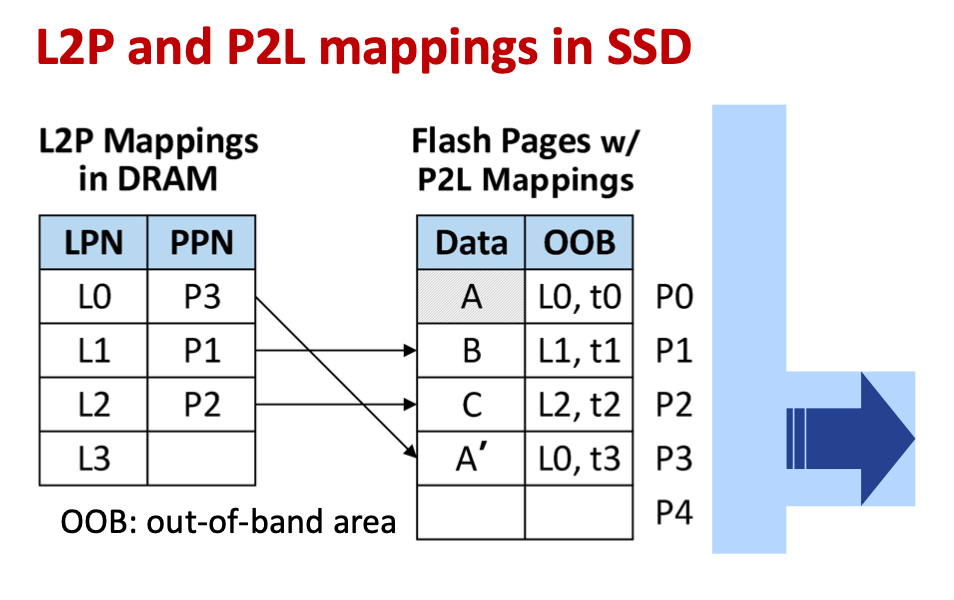 L2P and P2L mappings in SSD
L2P Mappings
in DRAM
LPN PPN
L0 P3
L1 P1
L2 P2
L3
OOB: out-of-band area
Flash Pages w/
P2L Mappings
Data OOB
A L0, t0 P0
B L1, t1 P1
C L2, t2 P2
A′ L0, t3 P3
P4